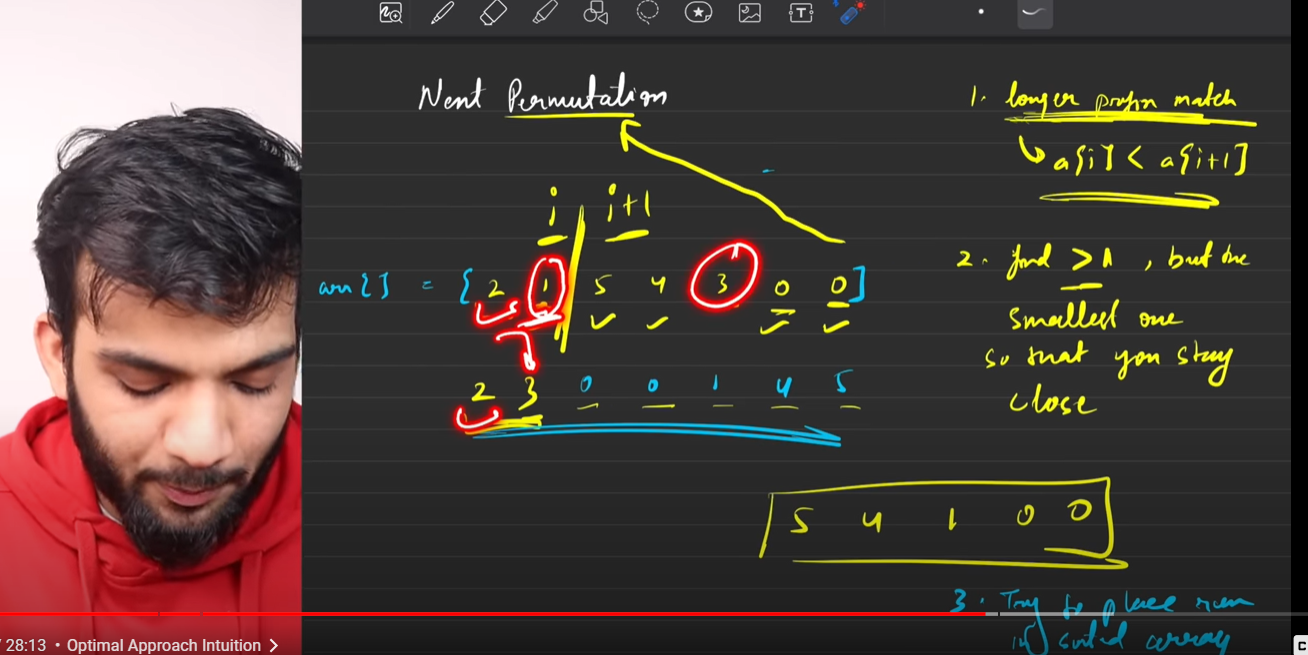 Next Permutation
1. longer prefix match
a[i] < a[i+1]
i i+1
arr[] = [2 1 5 4 3 0 0]
2. find > 1, but the
smallest one
so that you stay
close
2 3 0 0 1 4 5
5 4 1 0 0
3. Try to place rem
in sorted array
28:13 • Optimal Approach Intuition >